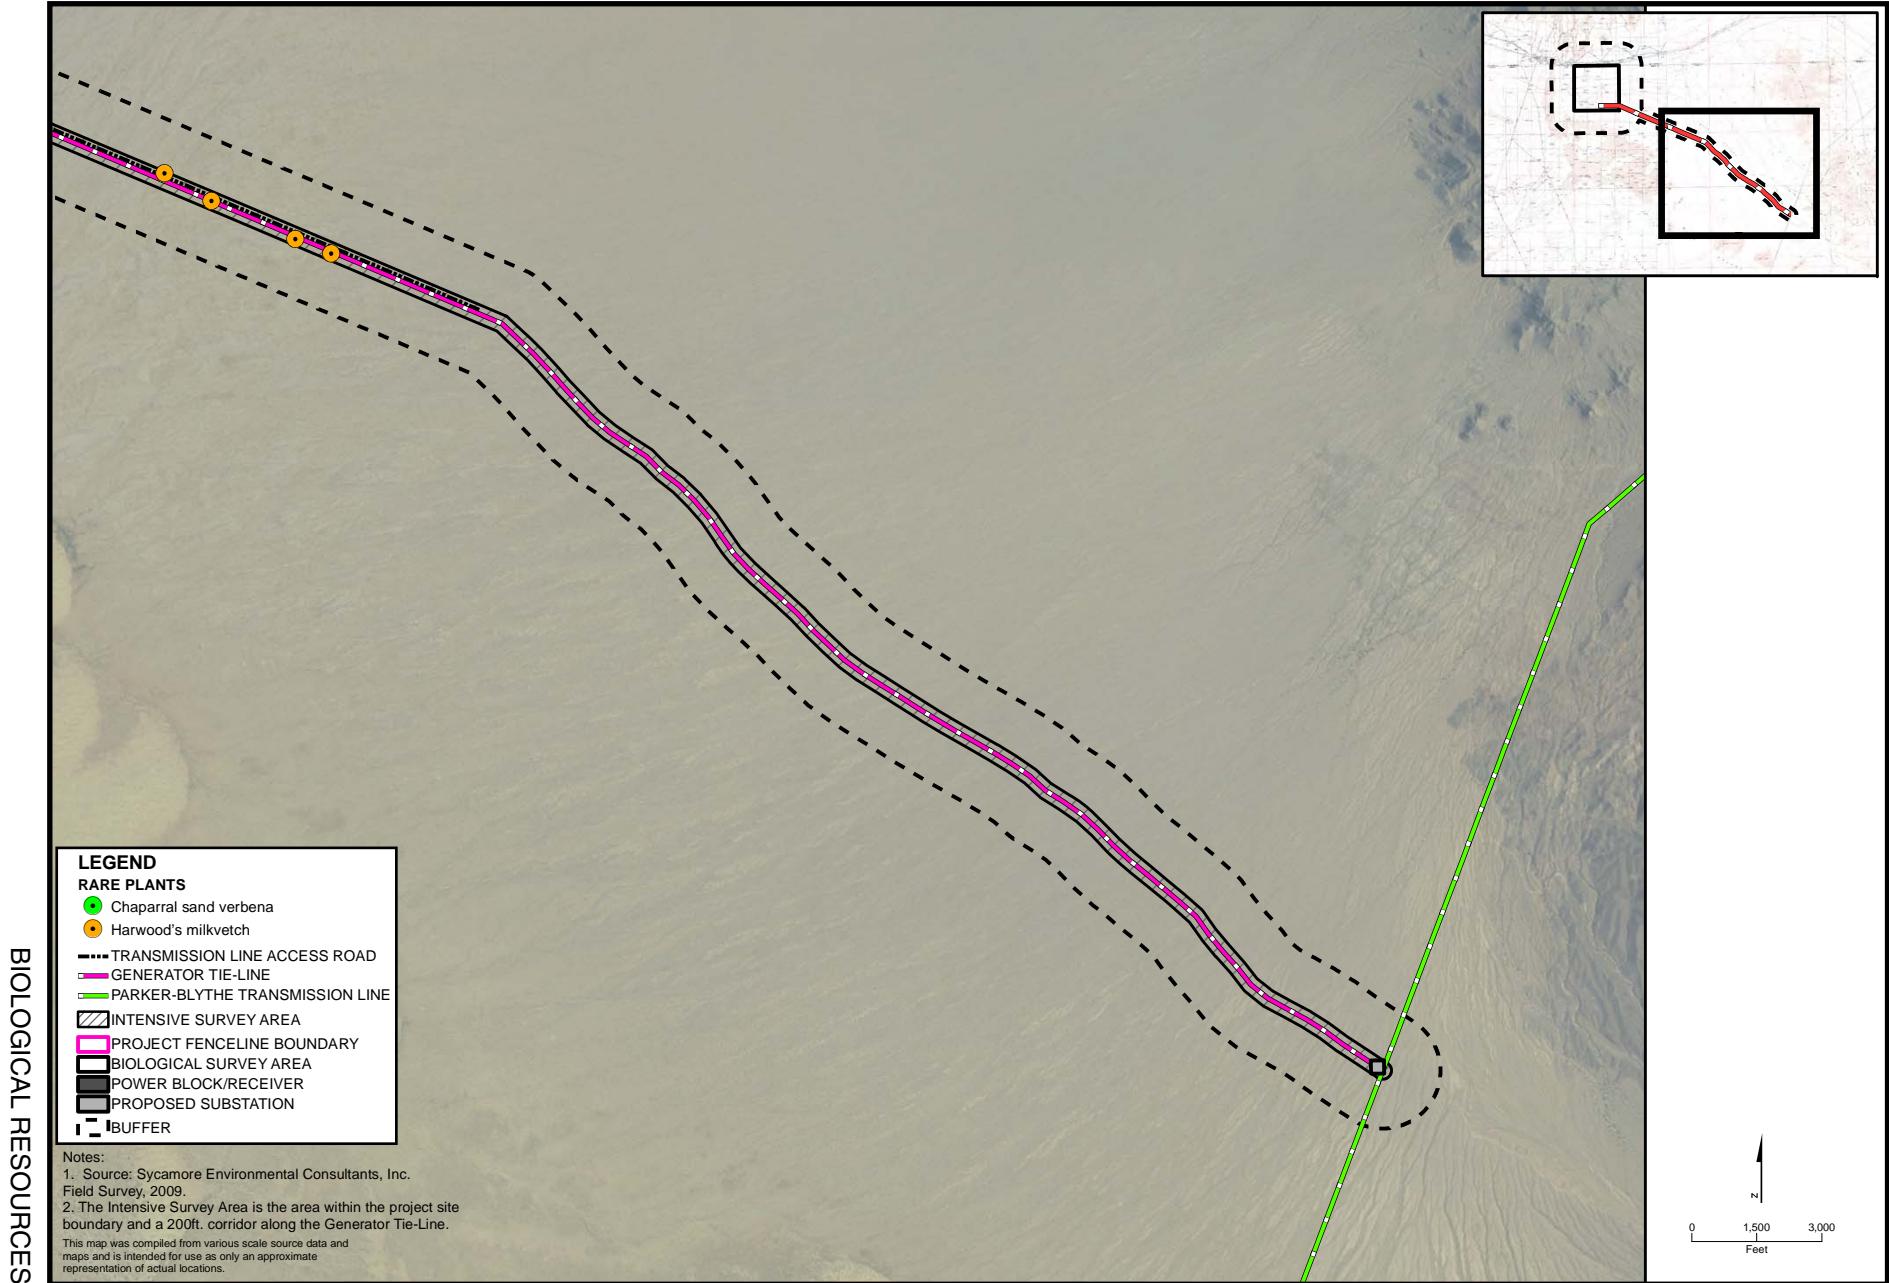 LEGEND
RARE PLANTS
Chaparral sand verbena
Harwood's milkvetch
TRANSMISSION LINE ACCESS ROAD
GENERATOR TIE-LINE
PARKER-BLYTHE TRANSMISSION LINE
INTENSIVE SURVEY AREA
PROJECT FENCELINE BOUNDARY
BIOLOGICAL SURVEY AREA
POWER BLOCK/RECEIVER
PROPOSED SUBSTATION
BUFFER
Notes:
1.  Source: Sycamore Environmental Consultants, Inc.
Field Survey, 2009.
2. The Intensive Survey Area is the area within the project site
boundary and a 200ft. corridor along the Generator Tie-Line.
This map was compiled from various scale source data and
maps and is intended for use as only an approximate
representation of actual locations.
BIOLOGICAL RESOURCES
N
0 1,500 3,000
Feet